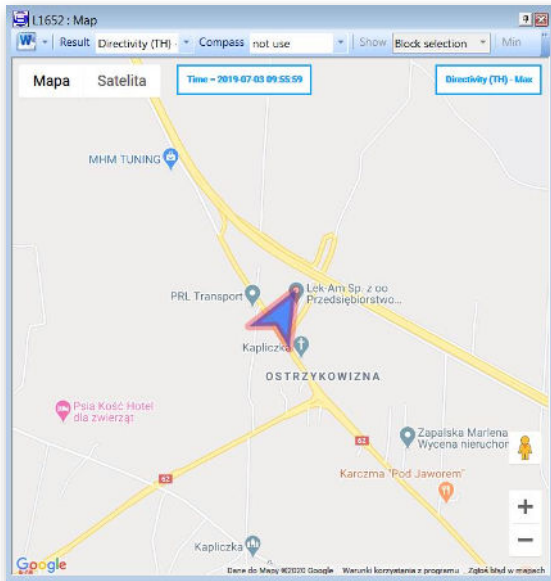 L1652 : Map
Result Directivity (TH) - Compass not use Show Block selection Min
Mapa Satelita
Time = 2019-07-03 09:55:59
Directivity (TH) - Max
MHM TUNING
PRL Transport
Lek-Am Sp. z oo
Przedsiębiorstwo...
Kapliczka
OSTRZYKOWIZNA
Psia Kość Hotel
dla zwierząt
62
Zapalska Marlena
Wycena nieruchor
Karczma "Pod Jaworem"
62
Kapliczka
Google
Dane do Mapy ©2020 Google Warunki korzystania z programu Zgłoś błąd w mapach